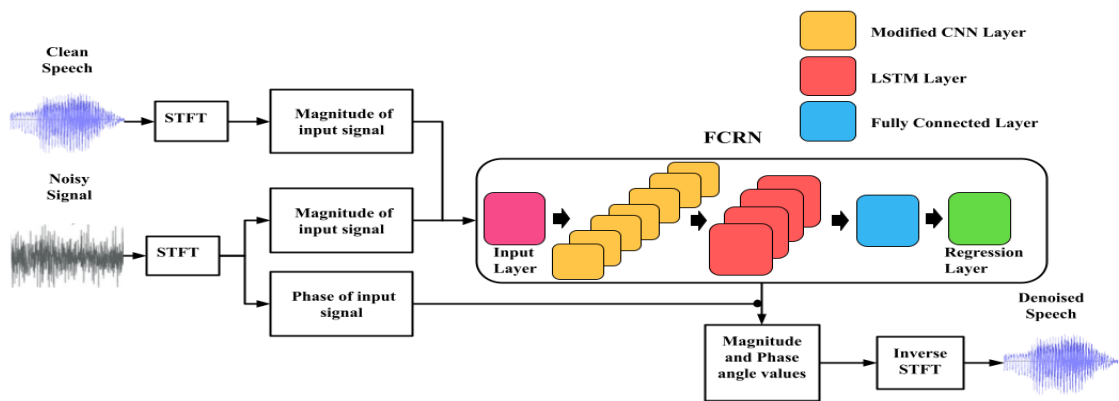 Clean
Speech
STFT
Magnitude of
input signal
Modified CNN Layer
LSTM Layer
Fully Connected Layer
FCRN
Noisy
Signal
STFT
Magnitude of
input signal
Phase of input
signal
Input
Layer
Regression
Layer
Magnitude
and Phase
angle values
Inverse
STFT
Denoised
Speech